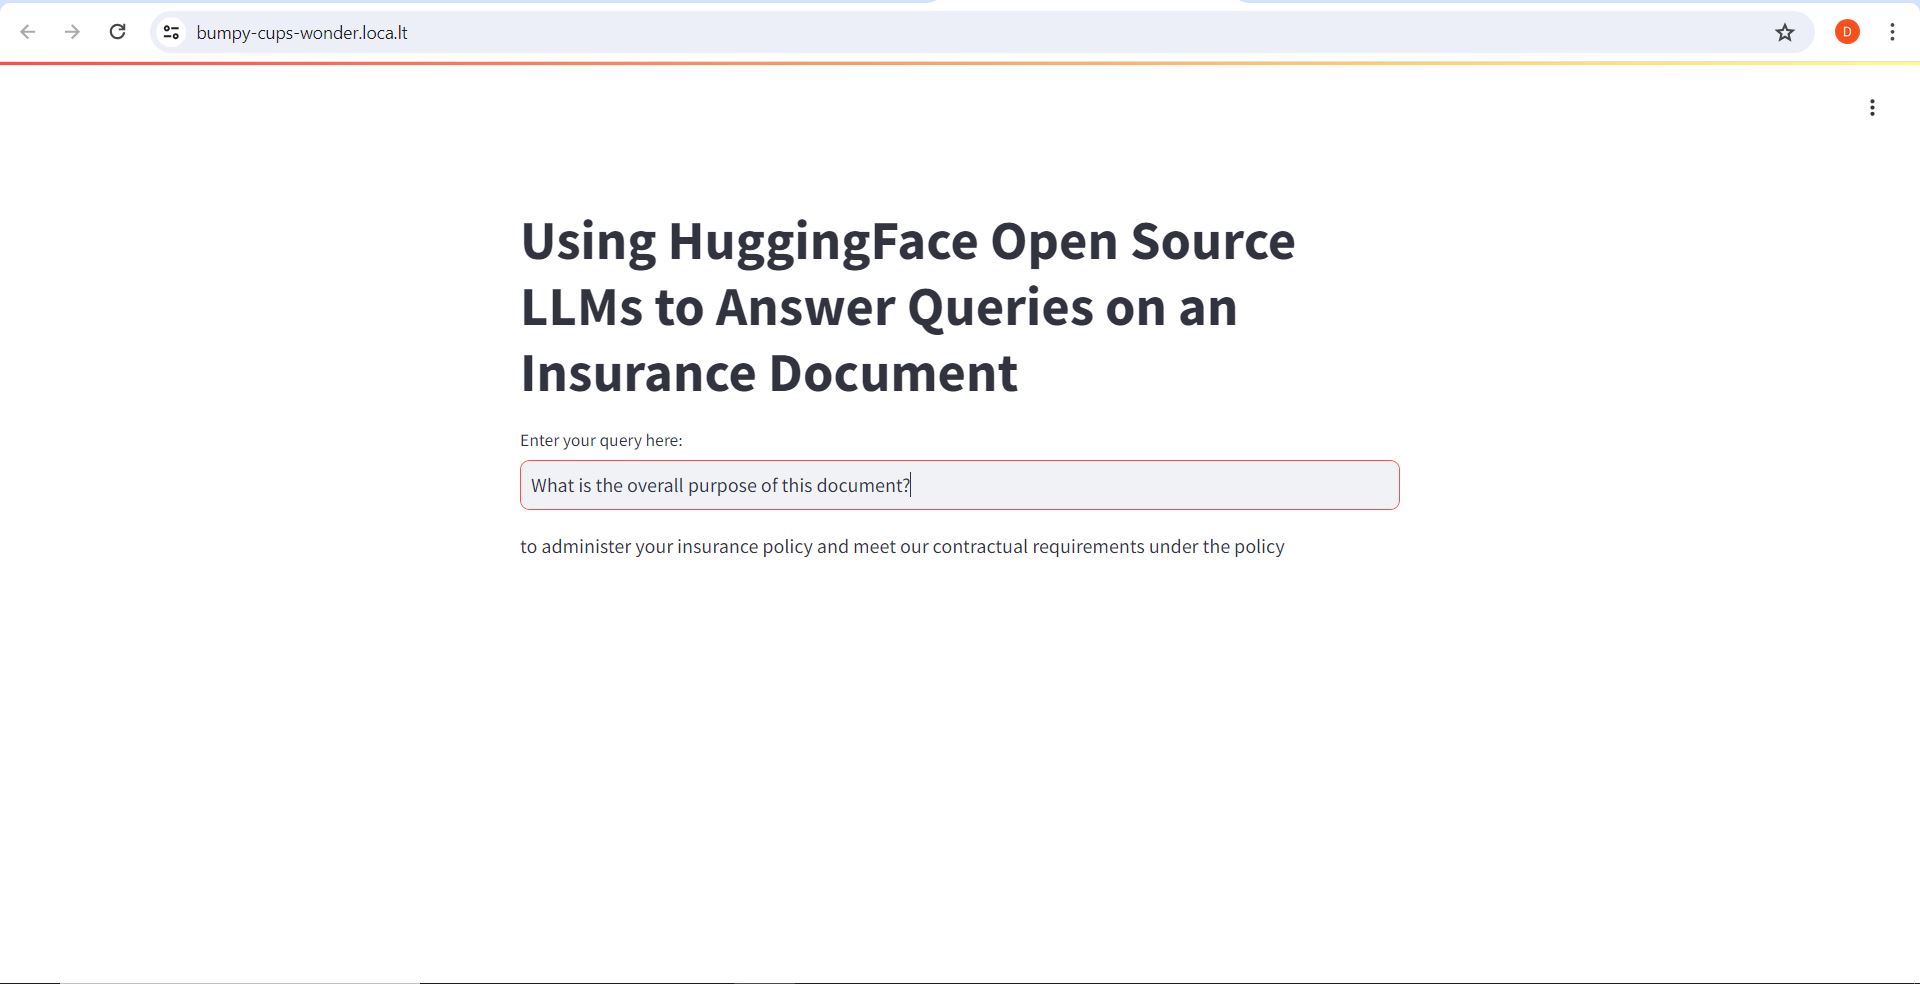 bumpy-cups-wonder.loca.lt
D
Using HuggingFace Open Source
LLMs to Answer Queries on an
Insurance Document
Enter your query here:
What is the overall purpose of this document?
to administer your insurance policy and meet our contractual requirements under the policy